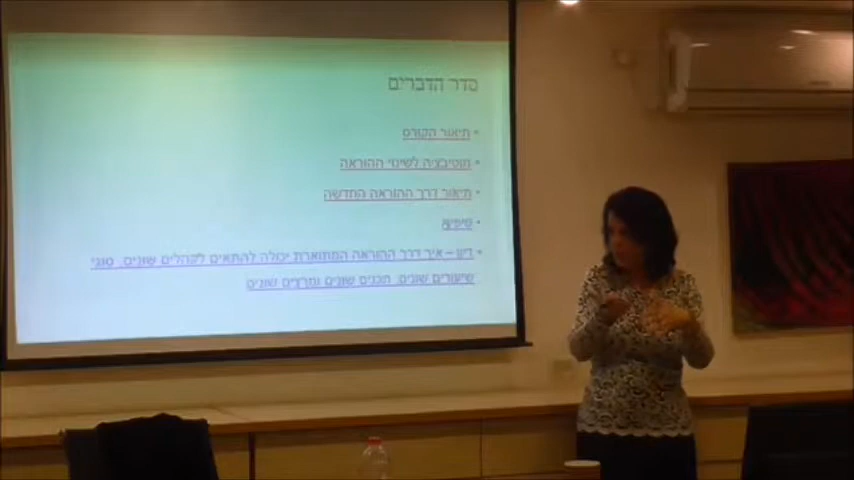 סדר הדברים
• תיאור הקורס
• מוטיבציה לשינוי ההוראה
• תיאור דרך ההוראה החדשה
• שיפוץ
• דיון – איך דרך ההוראה המתוארת יכולה להתאים לקהלים שונים, סוגי
שיעורים שונים, תכנים שונים ומרצים שונים